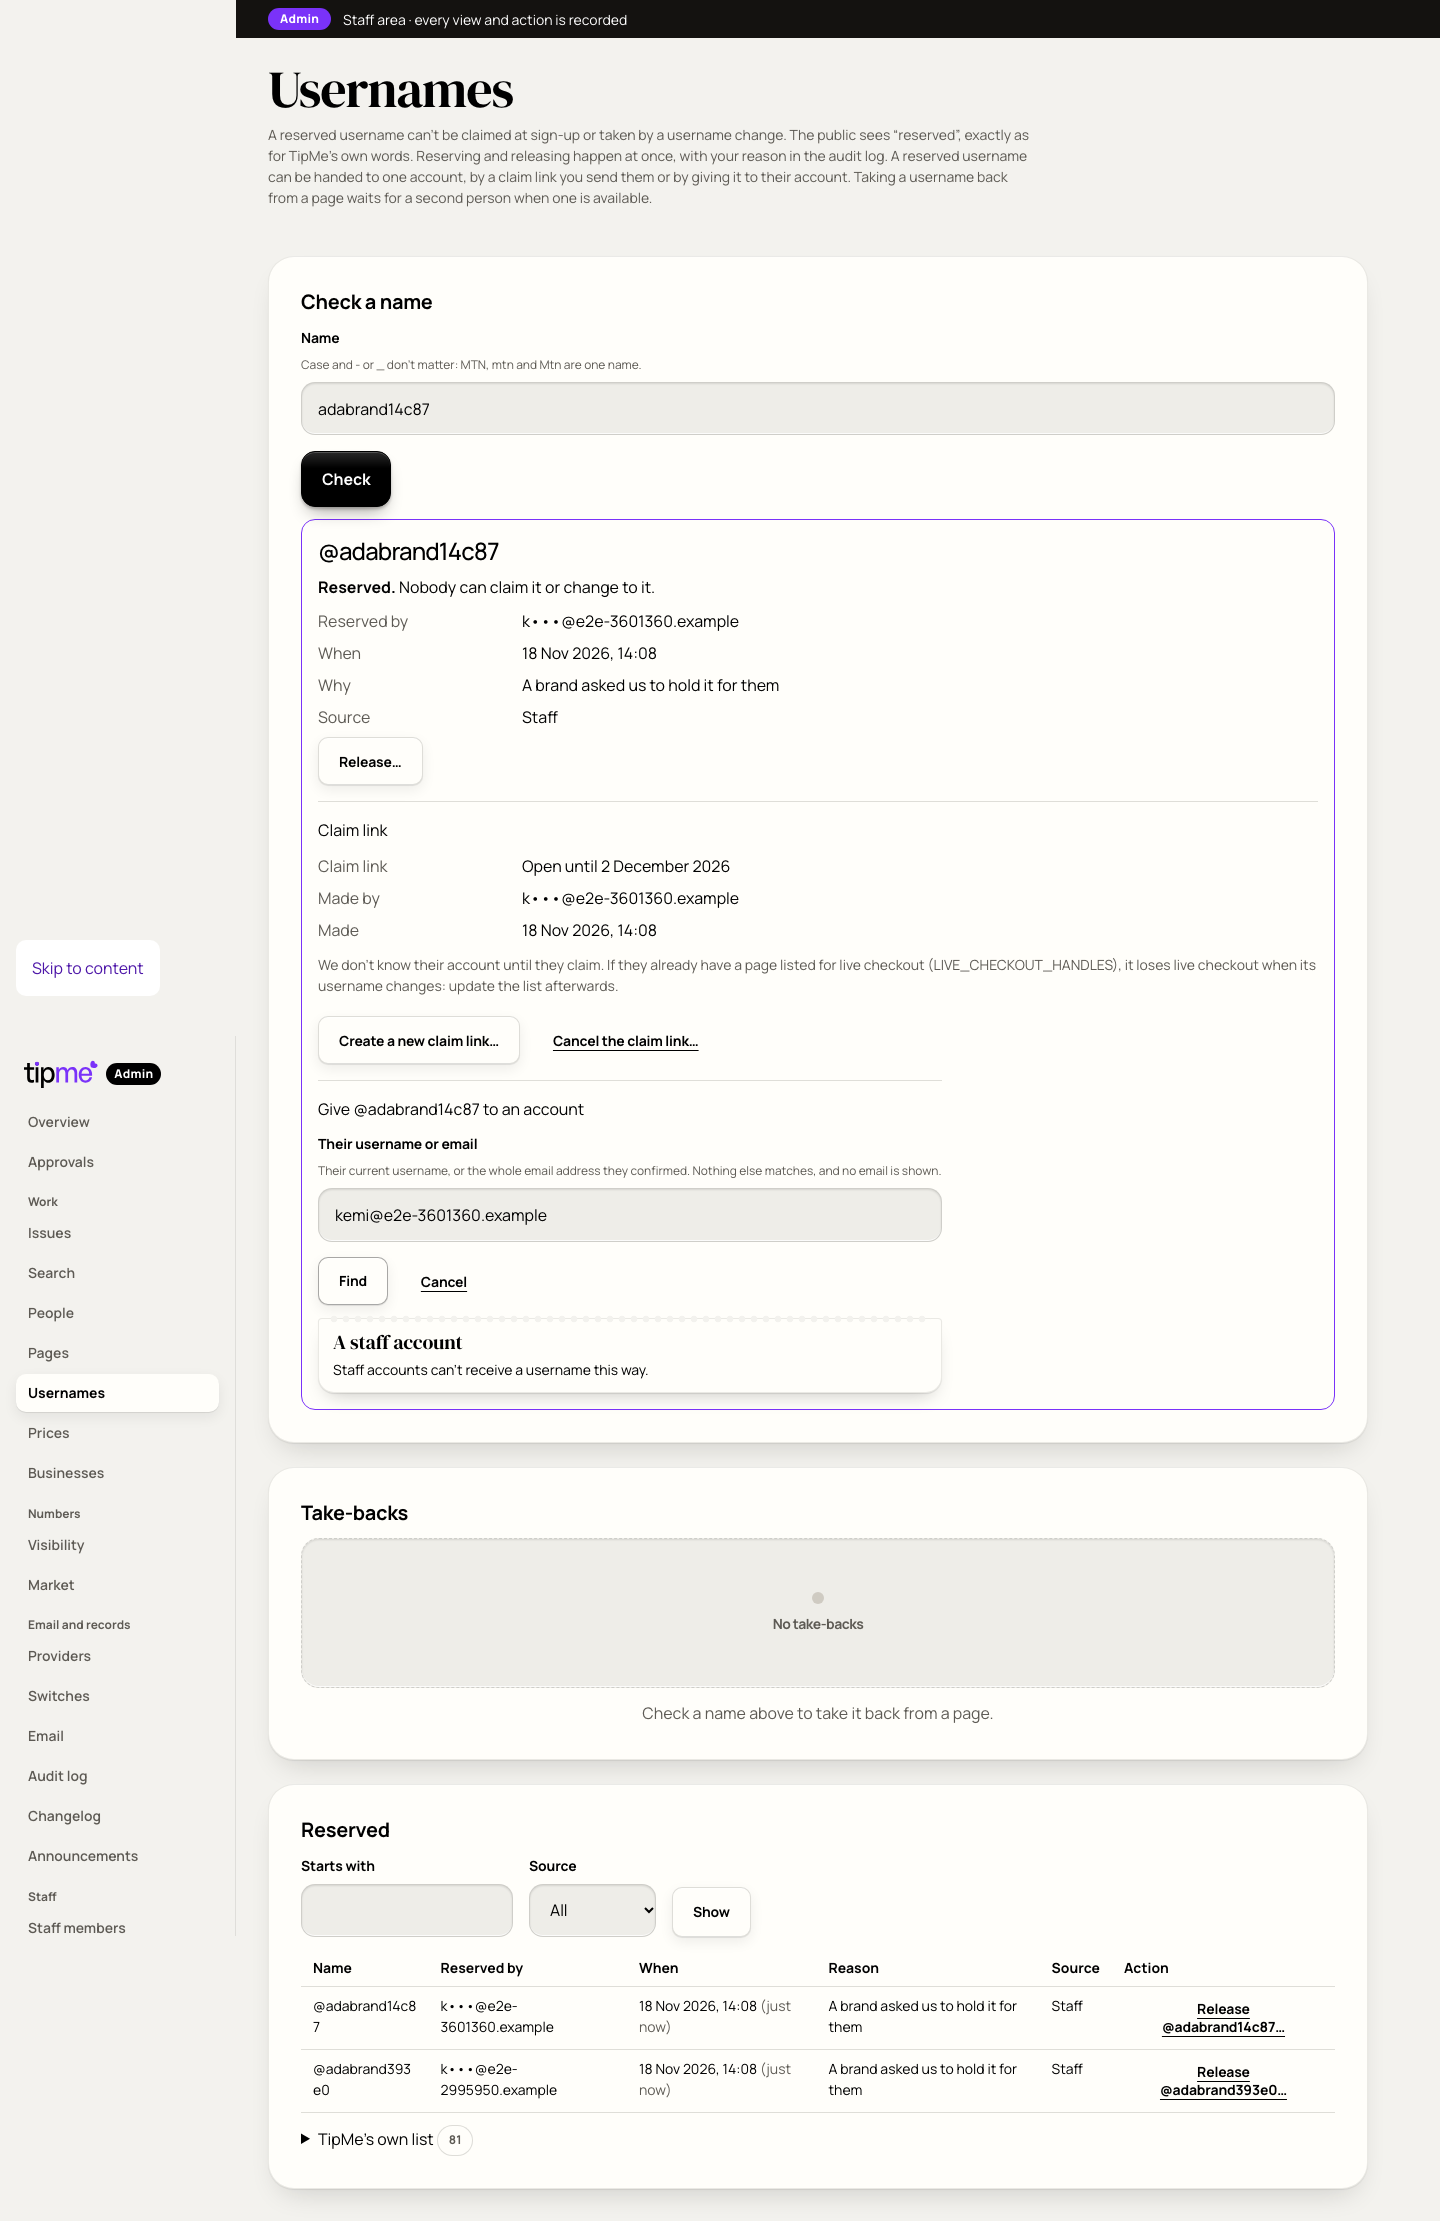 Admin
Staff area · every view and action is recorded
Usernames
A reserved username can't be claimed at sign-up or taken by a username change. The public sees “reserved”, exactly as
for TipMe's own words. Reserving and releasing happen at once, with your reason in the audit log. A reserved username
can be handed to one account, by a claim link you send them or by giving it to their account. Taking a username back
from a page waits for a second person when one is available.
Check a name
Name
Case and - or _ don't matter: MTN, mtn and Mtn are one name.
adabrand14c87
Check
@adabrand14c87
Reserved. Nobody can claim it or change to it.
Reserved by k•••@e2e-3601360.example
When 18 Nov 2026, 14:08
Why A brand asked us to hold it for them
Source Staff
Release...
Claim link
Claim link Open until 2 December 2026
Made by k•••@e2e-3601360.example
Made 18 Nov 2026, 14:08
We don't know their account until they claim. If they already have a page listed for live checkout (LIVE_CHECKOUT_HANDLES), it loses live checkout when its
username changes: update the list afterwards.
Create a new claim link... Cancel the claim link...
Give @adabrand14c87 to an account
Their username or email
Their current username, or the whole email address they confirmed. Nothing else matches, and no email is shown.
kemi@e2e-3601360.example
Find Cancel
A staff account
Staff accounts can't receive a username this way.
Take-backs
No take-backs
Check a name above to take it back from a page.
Reserved
Starts with Source
All Show
Name Reserved by When Reason Source Action
@adabrand14c8 k•••@e2e- 18 Nov 2026, 14:08 (just A brand asked us to hold it for Staff Release
7 3601360.example now) them @adabrand14c87...
@adabrand393 k•••@e2e- 18 Nov 2026, 14:08 (just A brand asked us to hold it for Staff Release
e0 2995950.example now) them @adabrand393e0...
TipMe's own list 81
Skip to content
tipme Admin
Overview
Approvals
Work
Issues
Search
People
Pages
Usernames
Prices
Businesses
Numbers
Visibility
Market
Email and records
Providers
Switches
Email
Audit log
Changelog
Announcements
Staff
Staff members